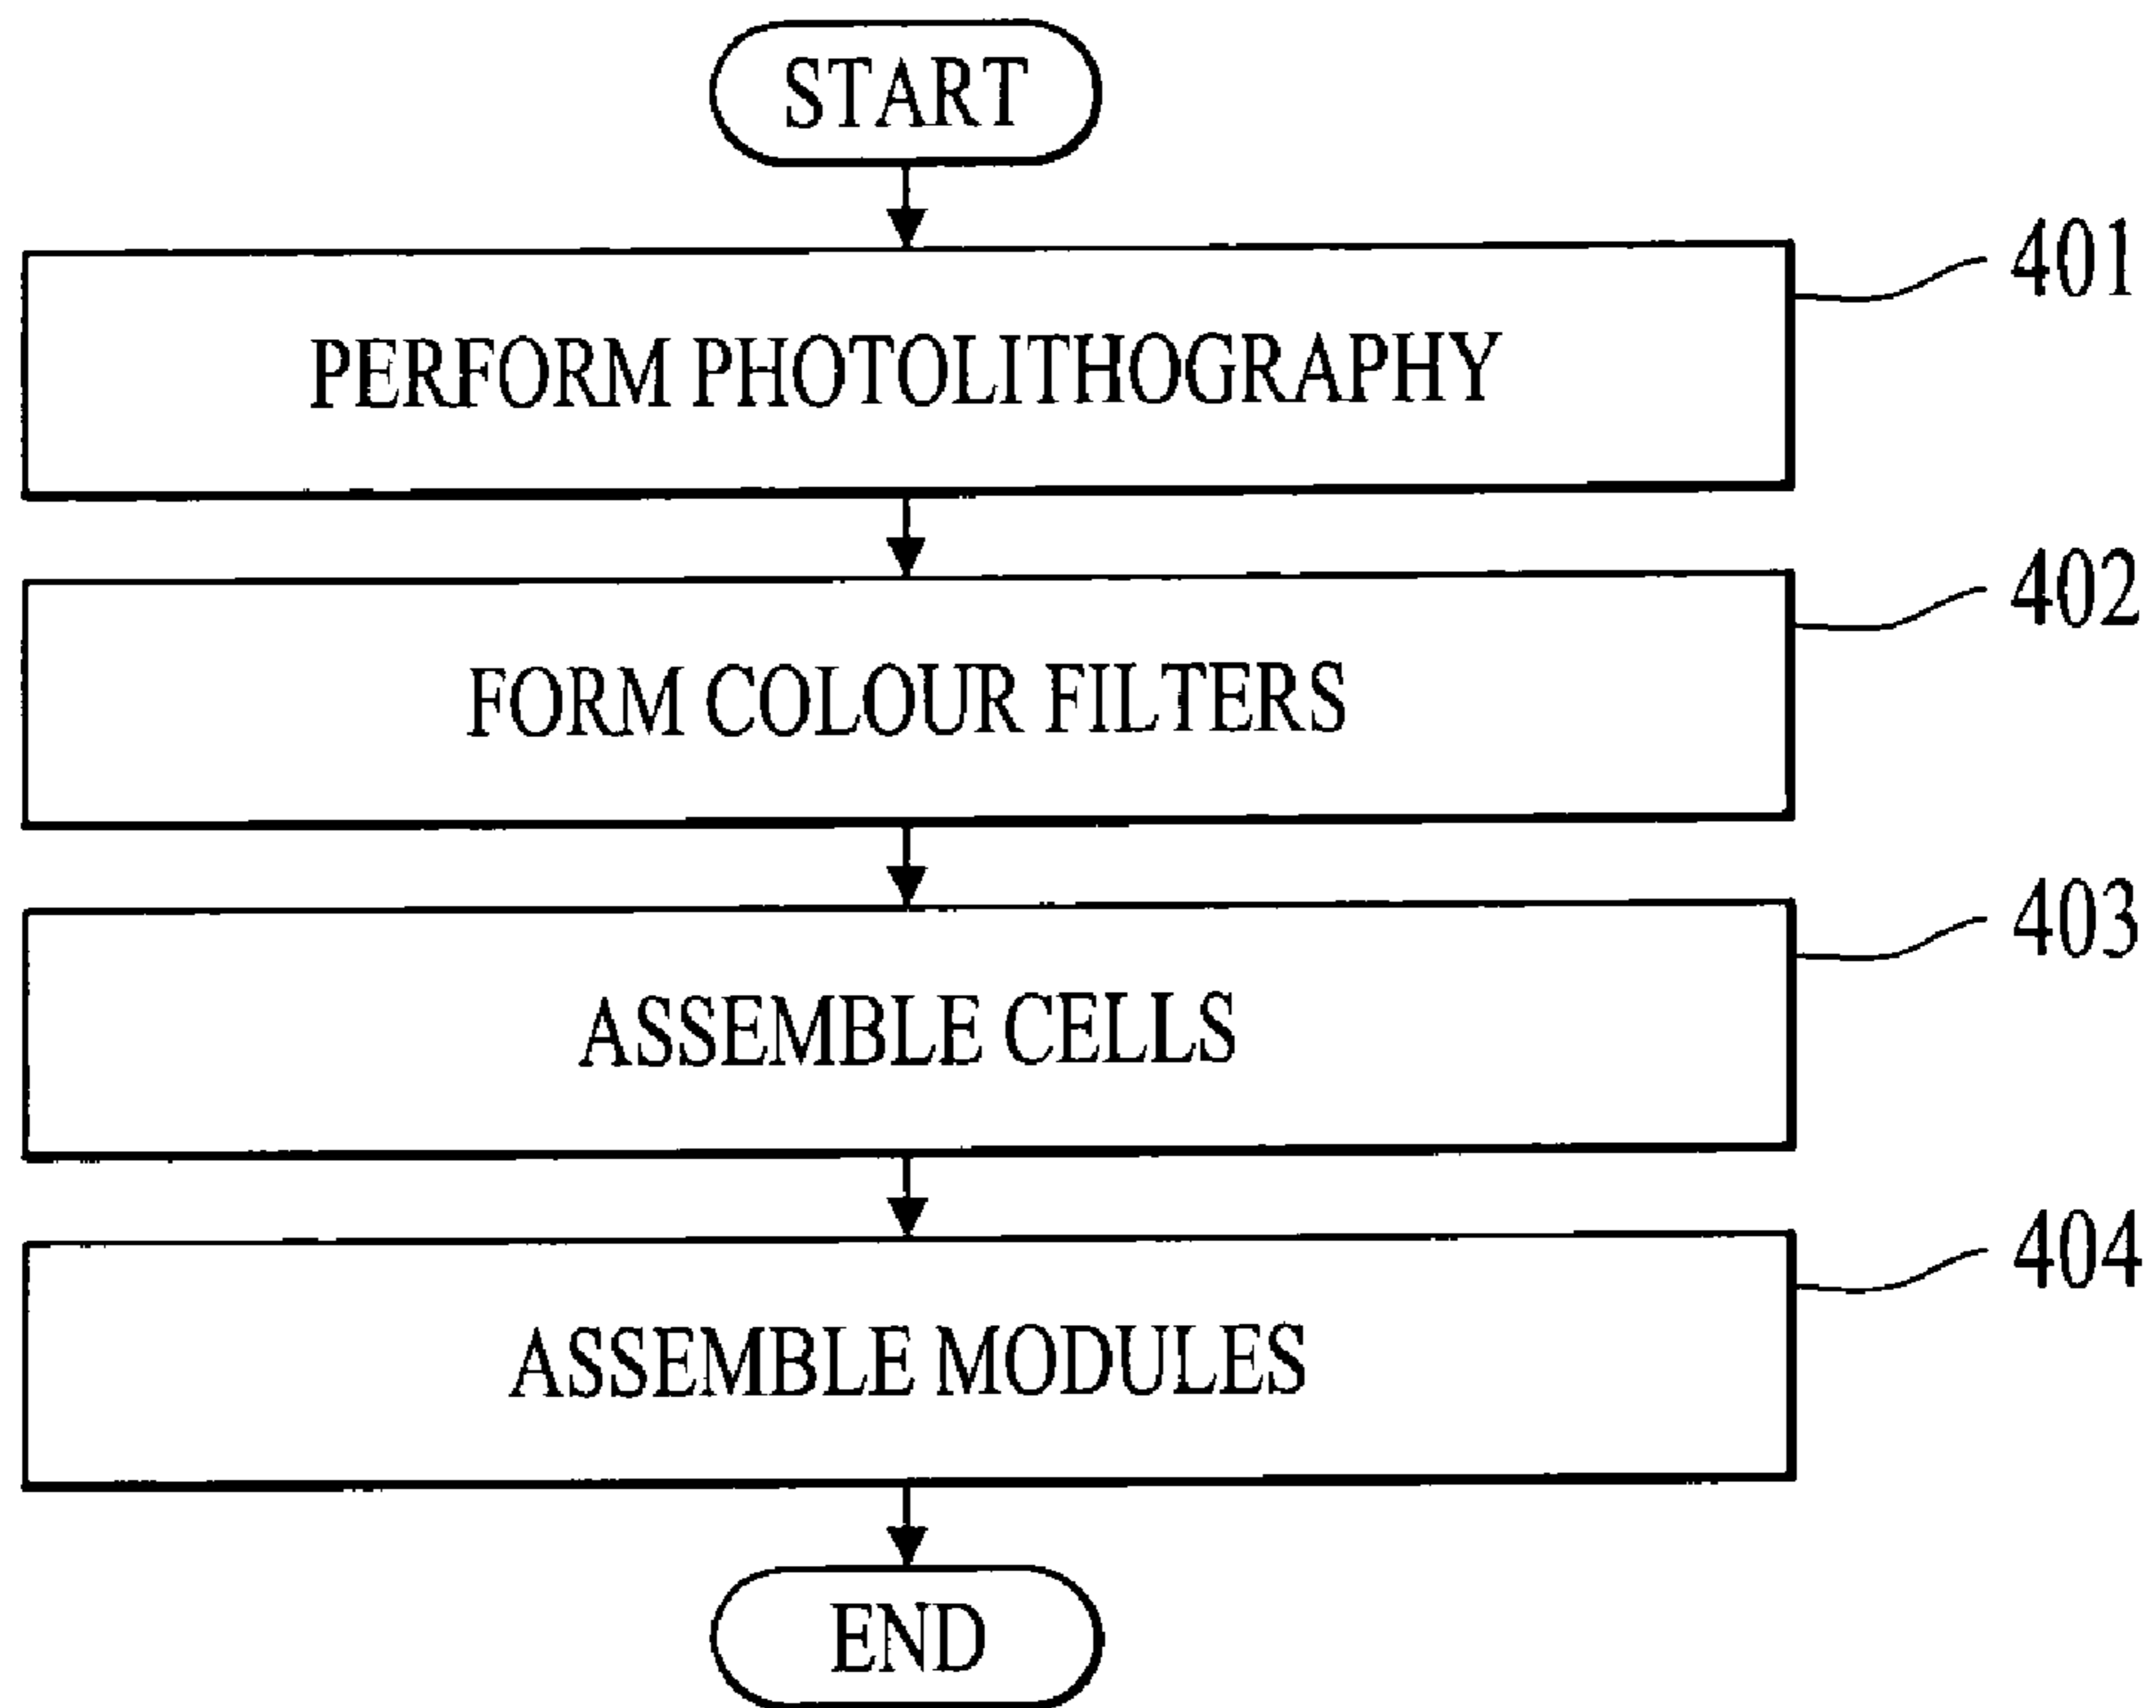 START
401
PERFORM PHOTOLITHOGRAPHY
402
FORM COLOUR FILTERS
403
ASSEMBLE CELLS
404
ASSEMBLE MODULES
END